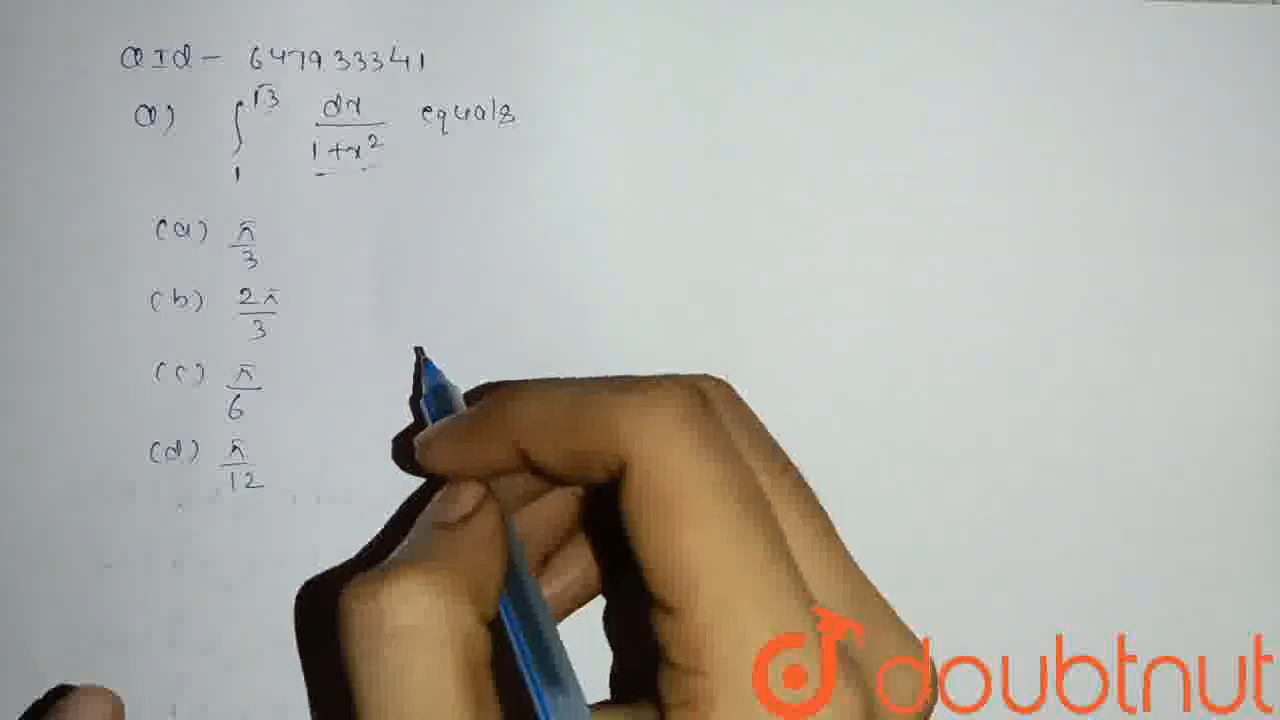 QId - 647933341
Q) ∫₁^√3 dx/(1+x²) equals
(a) π/3
(b) 2π/3
(c) π/6
(d) π/12
doubtnut